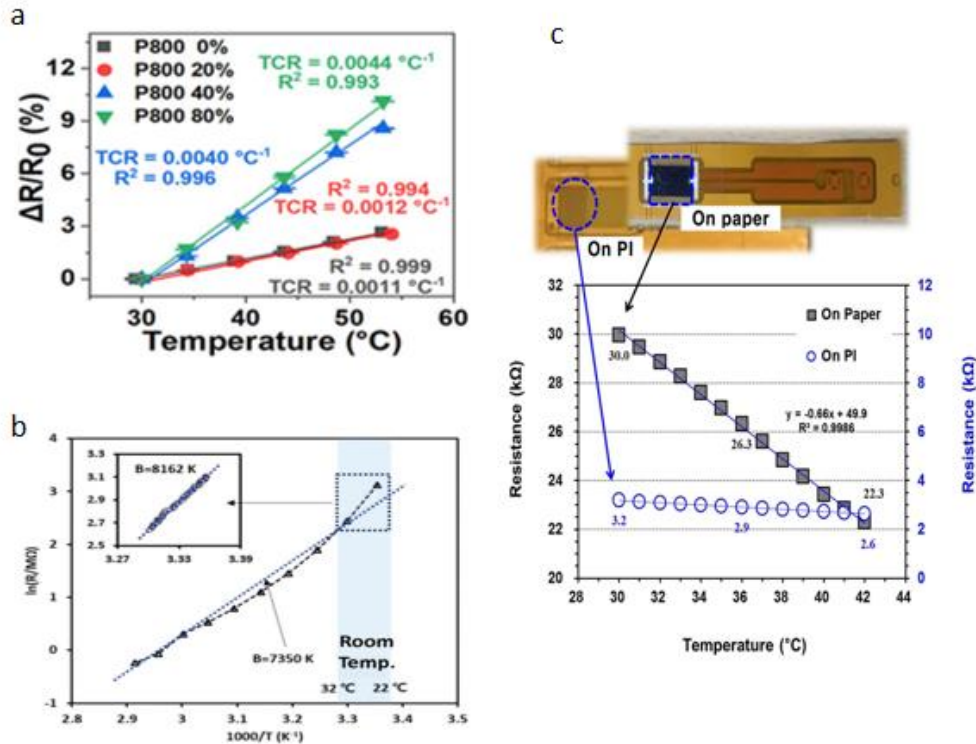 a
P800 0%
P800 20%
P800 40%
P800 80%
TCR = 0.0044 °C⁻¹
R² = 0.993
TCR = 0.0040 °C⁻¹
R² = 0.996
R² = 0.994
TCR = 0.0012 °C⁻¹
R² = 0.999
TCR = 0.0011 °C⁻¹
ΔR/R₀ (%)
12
9
6
3
0
30 40 50 60
Temperature (°C)
b
ln(R/MΩ)
4
3
2
1
0
-1
3.3
3.1
2.9
2.7
2.5
B=8162 K
3.27 3.33 3.39
B=7350 K
Room
Temp.
32 °C 22 °C
2.8 2.9 3 3.1 3.2 3.3 3.4 3.5
1000/T (K⁻¹)
c
On paper
On PI
Resistance (kΩ)
32
30
28
26
24
22
20
On Paper
On PI
30.0
y = -0.66x + 49.9
R² = 0.9986
26.3
22.3
3.2
2.9
2.6
12
10
8
6
4
2
0
Resistance (kΩ)
28 30 32 34 36 38 40 42 44
Temperature (°C)